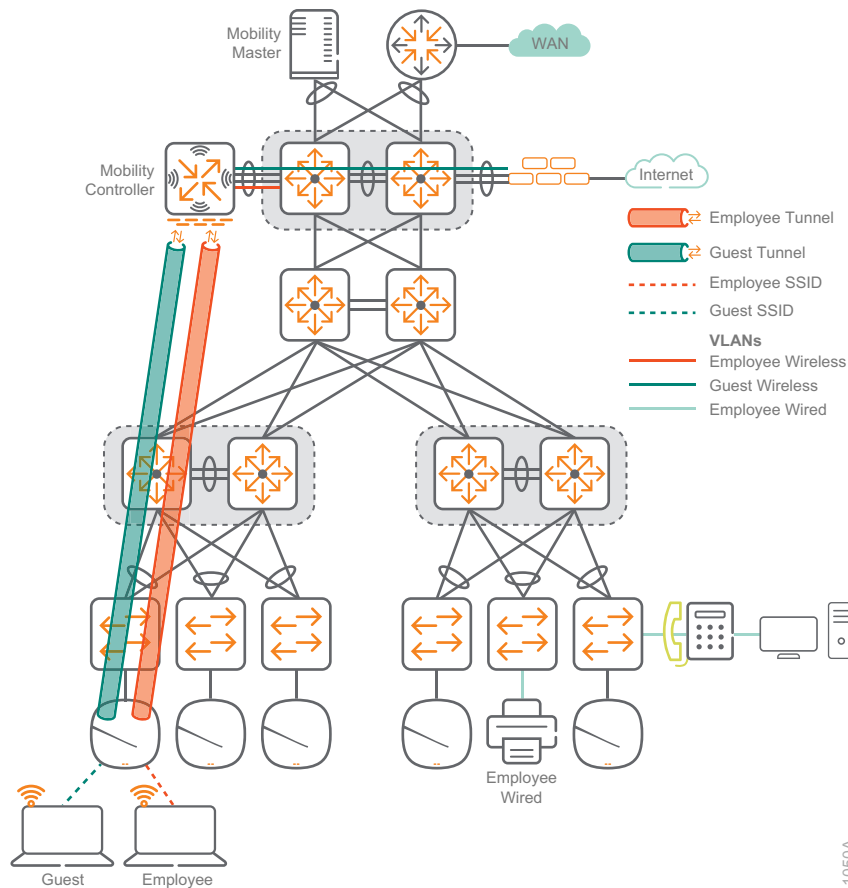 Mobility
Master
WAN
Mobility
Controller
Internet
Employee Tunnel
Guest Tunnel
Employee SSID
Guest SSID
VLANs
Employee Wireless
Guest Wireless
Employee Wired
Employee
Wired
Guest
Employee
1050A